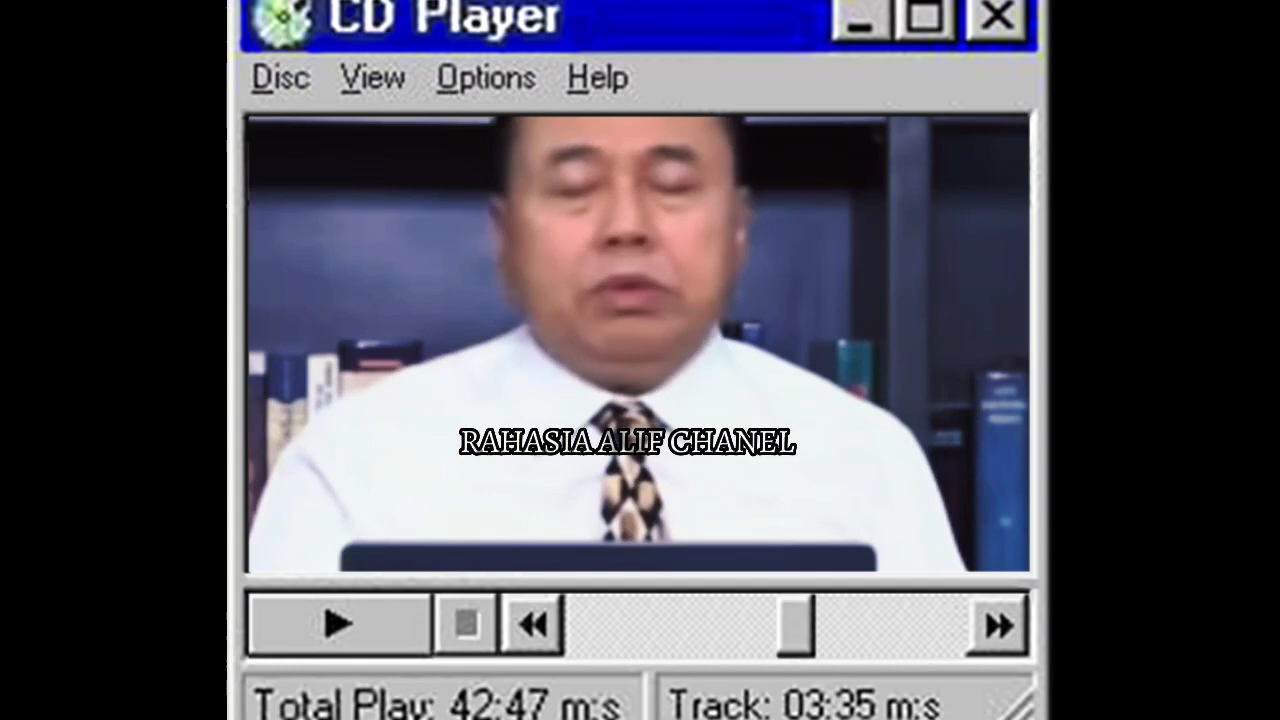 CD Player
Disc View Options Help
RAHASIA ALIF CHANEL
Total Play: 42:47 m:s
Track: 03:35 m:s